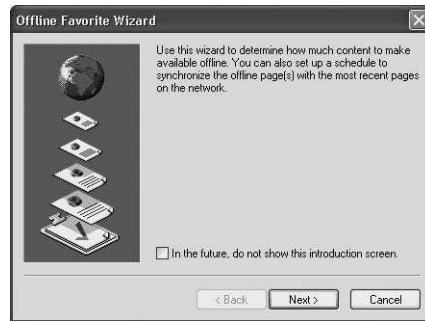 Offline Favorite Wizard
Use this wizard to determine how much content to make
available offline. You can also set up a schedule to
synchronize the offline page(s) with the most recent pages
on the network.
In the future, do not show this introduction screen.
< Back
Next >
Cancel